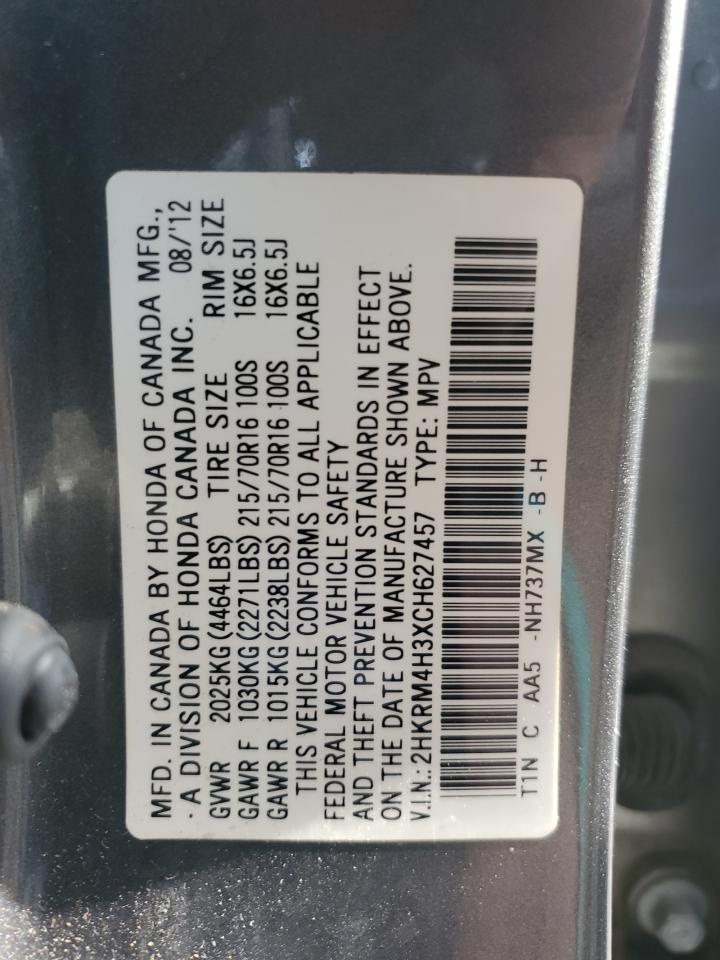 MFD. IN CANADA BY HONDA OF CANADA MFG.,
- A DIVISION OF HONDA CANADA INC. 08/'12
GVWR 2025KG(4464LBS) TIRE SIZE RIM SIZE
GAWR F 1030KG(2271LBS) 215/70R16 100S 16X6.5J
GAWR R 1015KG(2238LBS) 215/70R16 100S 16X6.5J
THIS VEHICLE CONFORMS TO ALL APPLICABLE
FEDERAL MOTOR VEHICLE SAFETY
AND THEFT PREVENTION STANDARDS IN EFFECT
ON THE DATE OF MANUFACTURE SHOWN ABOVE.
V.I.N.: 2HKRM4H3XCH627457 TYPE: MPV
T1N C AA5 -NH737MX -B -H